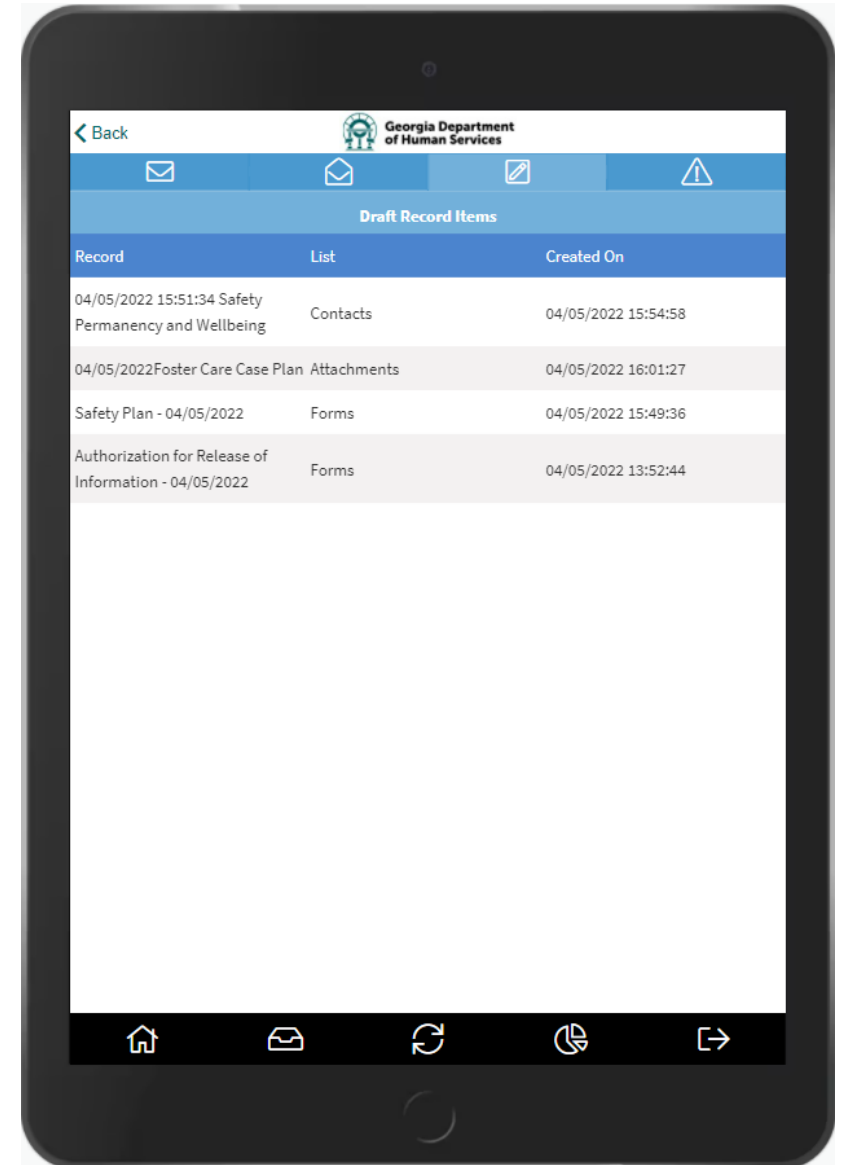 Back
Georgia Department
of Human Services
Draft Record Items
Record List Created On
04/05/2022 15:51:34 Safety
Permanency and Wellbeing
Contacts 04/05/2022 15:54:58
04/05/2022Foster Care Case Plan Attachments 04/05/2022 16:01:27
Safety Plan - 04/05/2022 Forms 04/05/2022 15:49:36
Authorization for Release of
Information - 04/05/2022
Forms 04/05/2022 13:52:44